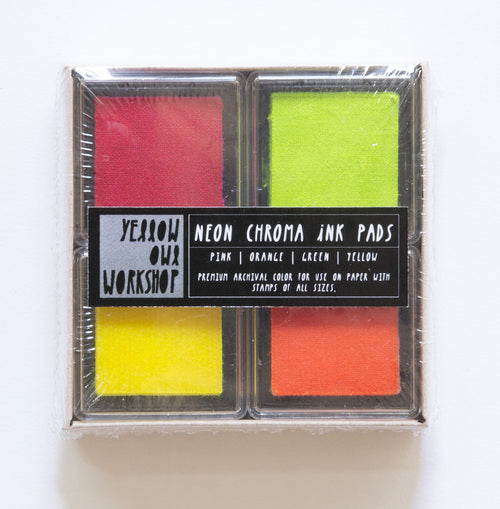 YELLOW
OWL
WORKSHOP
NEON CHROMA iNK PADS
PINK | ORANGE | GREEN | YELLOW
PREMIUM ARCHIVAL COLOR FOR USE ON PAPER WITH
STAMPS OF ALL SIZES.